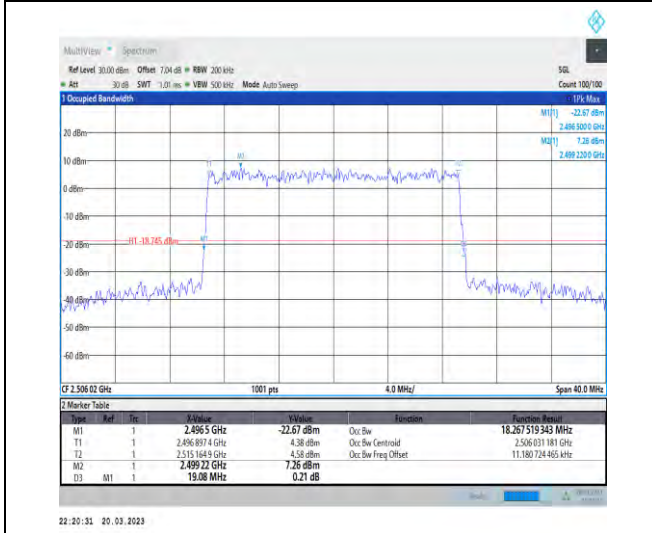 MultiView Spectrum
Ref Level 30.00 dBm Offset 7.04 dB RBW 200 kHz SGL
Att 30 dB SWT 1.01 ms VBW 500 kHz Mode Auto Sweep Count 100/100
1 Occupied Bandwidth 1Pk Max
M1[1] -22.67 dBm
2.496 500 0 GHz
M2[1] 7.26 dBm
2.499 220 0 GHz
20 dBm
10 dBm
T1 M2
0 dBm
-10 dBm
-20 dBm
H1 -18.745 dBm
M1
-30 dBm
-40 dBm
-50 dBm
-60 dBm
CF 2.506 02 GHz 1001 pts 4.0 MHz/ Span 40.0 MHz
2 Marker Table
Type Ref Trc X-Value Y-Value Function Function Result
M1 1 2.496 5 GHz -22.67 dBm Occ Bw 18.267 519 343 MHz
T1 1 2.496 897 4 GHz 4.38 dBm Occ Bw Centroid 2.506 031 181 GHz
T2 1 2.515 164 9 GHz 4.58 dBm Occ Bw Freq Offset 11.180 724 465 kHz
M2 1 2.499 22 GHz 7.26 dBm
D3 M1 1 19.08 MHz 0.21 dB
22:20:31 20.03.2023